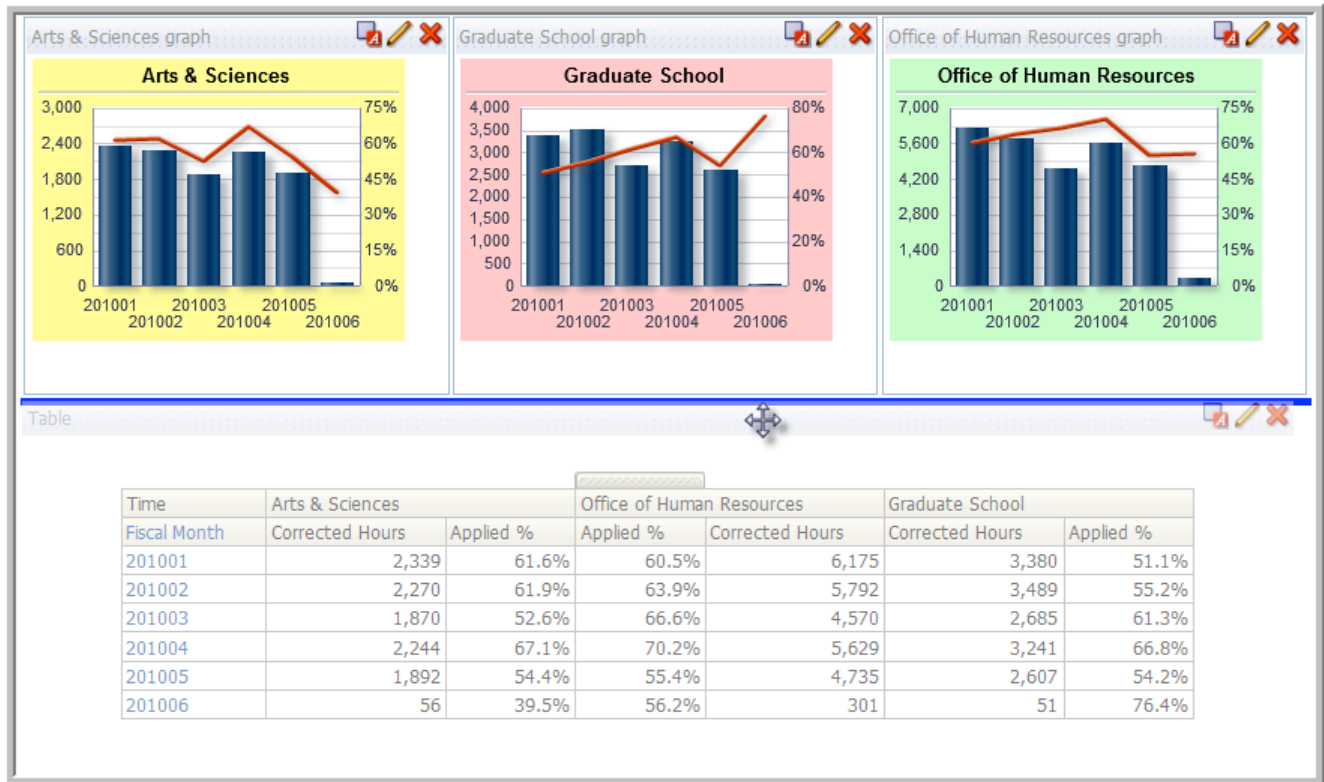 Arts & Sciences graph
Graduate School graph
Office of Human Resources graph
Arts & Sciences
3,000 75%
2,400 60%
1,800 45%
1,200 30%
600 15%
0 0%
201001 201003 201005
201002 201004 201006
Graduate School
4,000 80%
3,500
3,000 60%
2,500
2,000 40%
1,500
1,000 20%
500
0 0%
201001 201003 201005
201002 201004 201006
Office of Human Resources
7,000 75%
5,600 60%
4,200 45%
2,800 30%
1,400 15%
0 0%
201001 201003 201005
201002 201004 201006
Table
Time Arts & Sciences Office of Human Resources Graduate School
Fiscal Month Corrected Hours Applied % Applied % Corrected Hours Corrected Hours Applied %
201001 2,339 61.6% 60.5% 6,175 3,380 51.1%
201002 2,270 61.9% 63.9% 5,792 3,489 55.2%
201003 1,870 52.6% 66.6% 4,570 2,685 61.3%
201004 2,244 67.1% 70.2% 5,629 3,241 66.8%
201005 1,892 54.4% 55.4% 4,735 2,607 54.2%
201006 56 39.5% 56.2% 301 51 76.4%